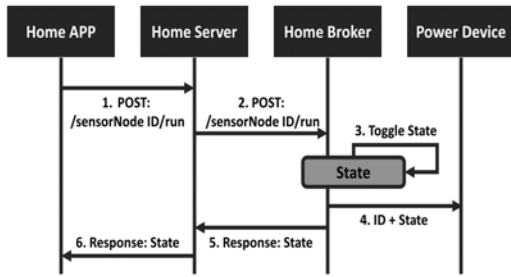 Home APP
Home Server
Home Broker
Power Device
1. POST:
/sensorNode ID/run
2. POST:
/sensorNode ID/run
3. Toggle State
State
4. ID + State
5. Response: State
6. Response: State